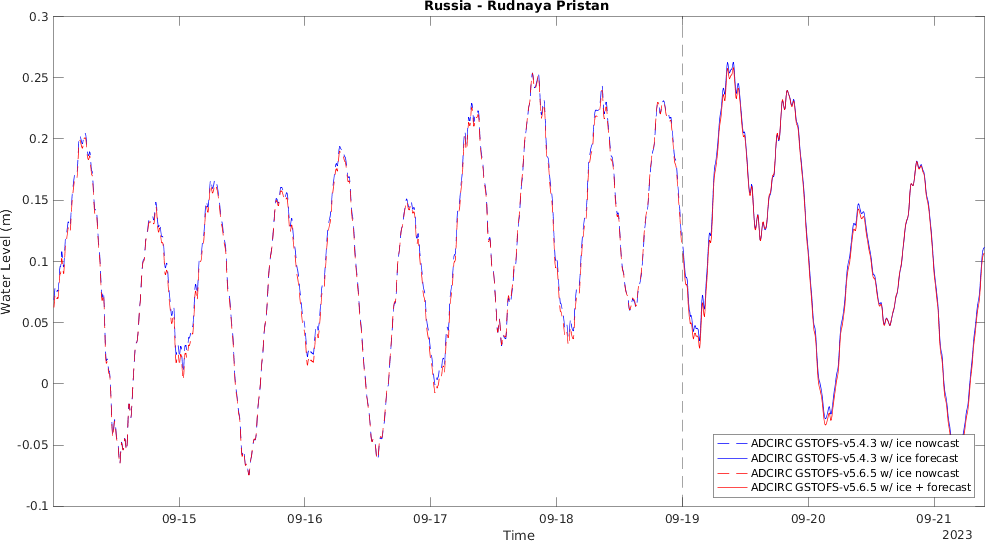 Russia - Rudnaya Pristan
0.3
0.25
0.2
0.15
0.1
0.05
0
-0.05
-0.1
Water Level (m)
09-15 09-16 09-17 09-18 09-19 09-20 09-21
Time
2023
ADCIRC GSTOFS-v5.4.3 w/ ice nowcast
ADCIRC GSTOFS-v5.4.3 w/ ice forecast
ADCIRC GSTOFS-v5.6.5 w/ ice nowcast
ADCIRC GSTOFS-v5.6.5 w/ ice + forecast